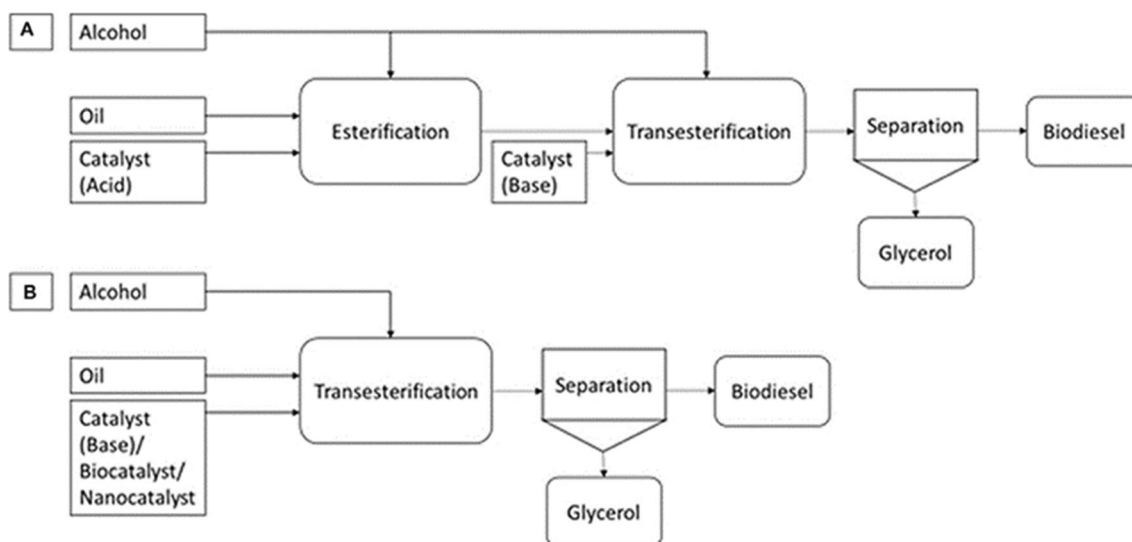 A
Alcohol
Oil
Catalyst
(Acid)
Esterification
Catalyst
(Base)
Transesterification
Separation
Biodiesel
Glycerol
B
Alcohol
Oil
Catalyst
(Base)/
Biocatalyst/
Nanocatalyst
Transesterification
Separation
Biodiesel
Glycerol